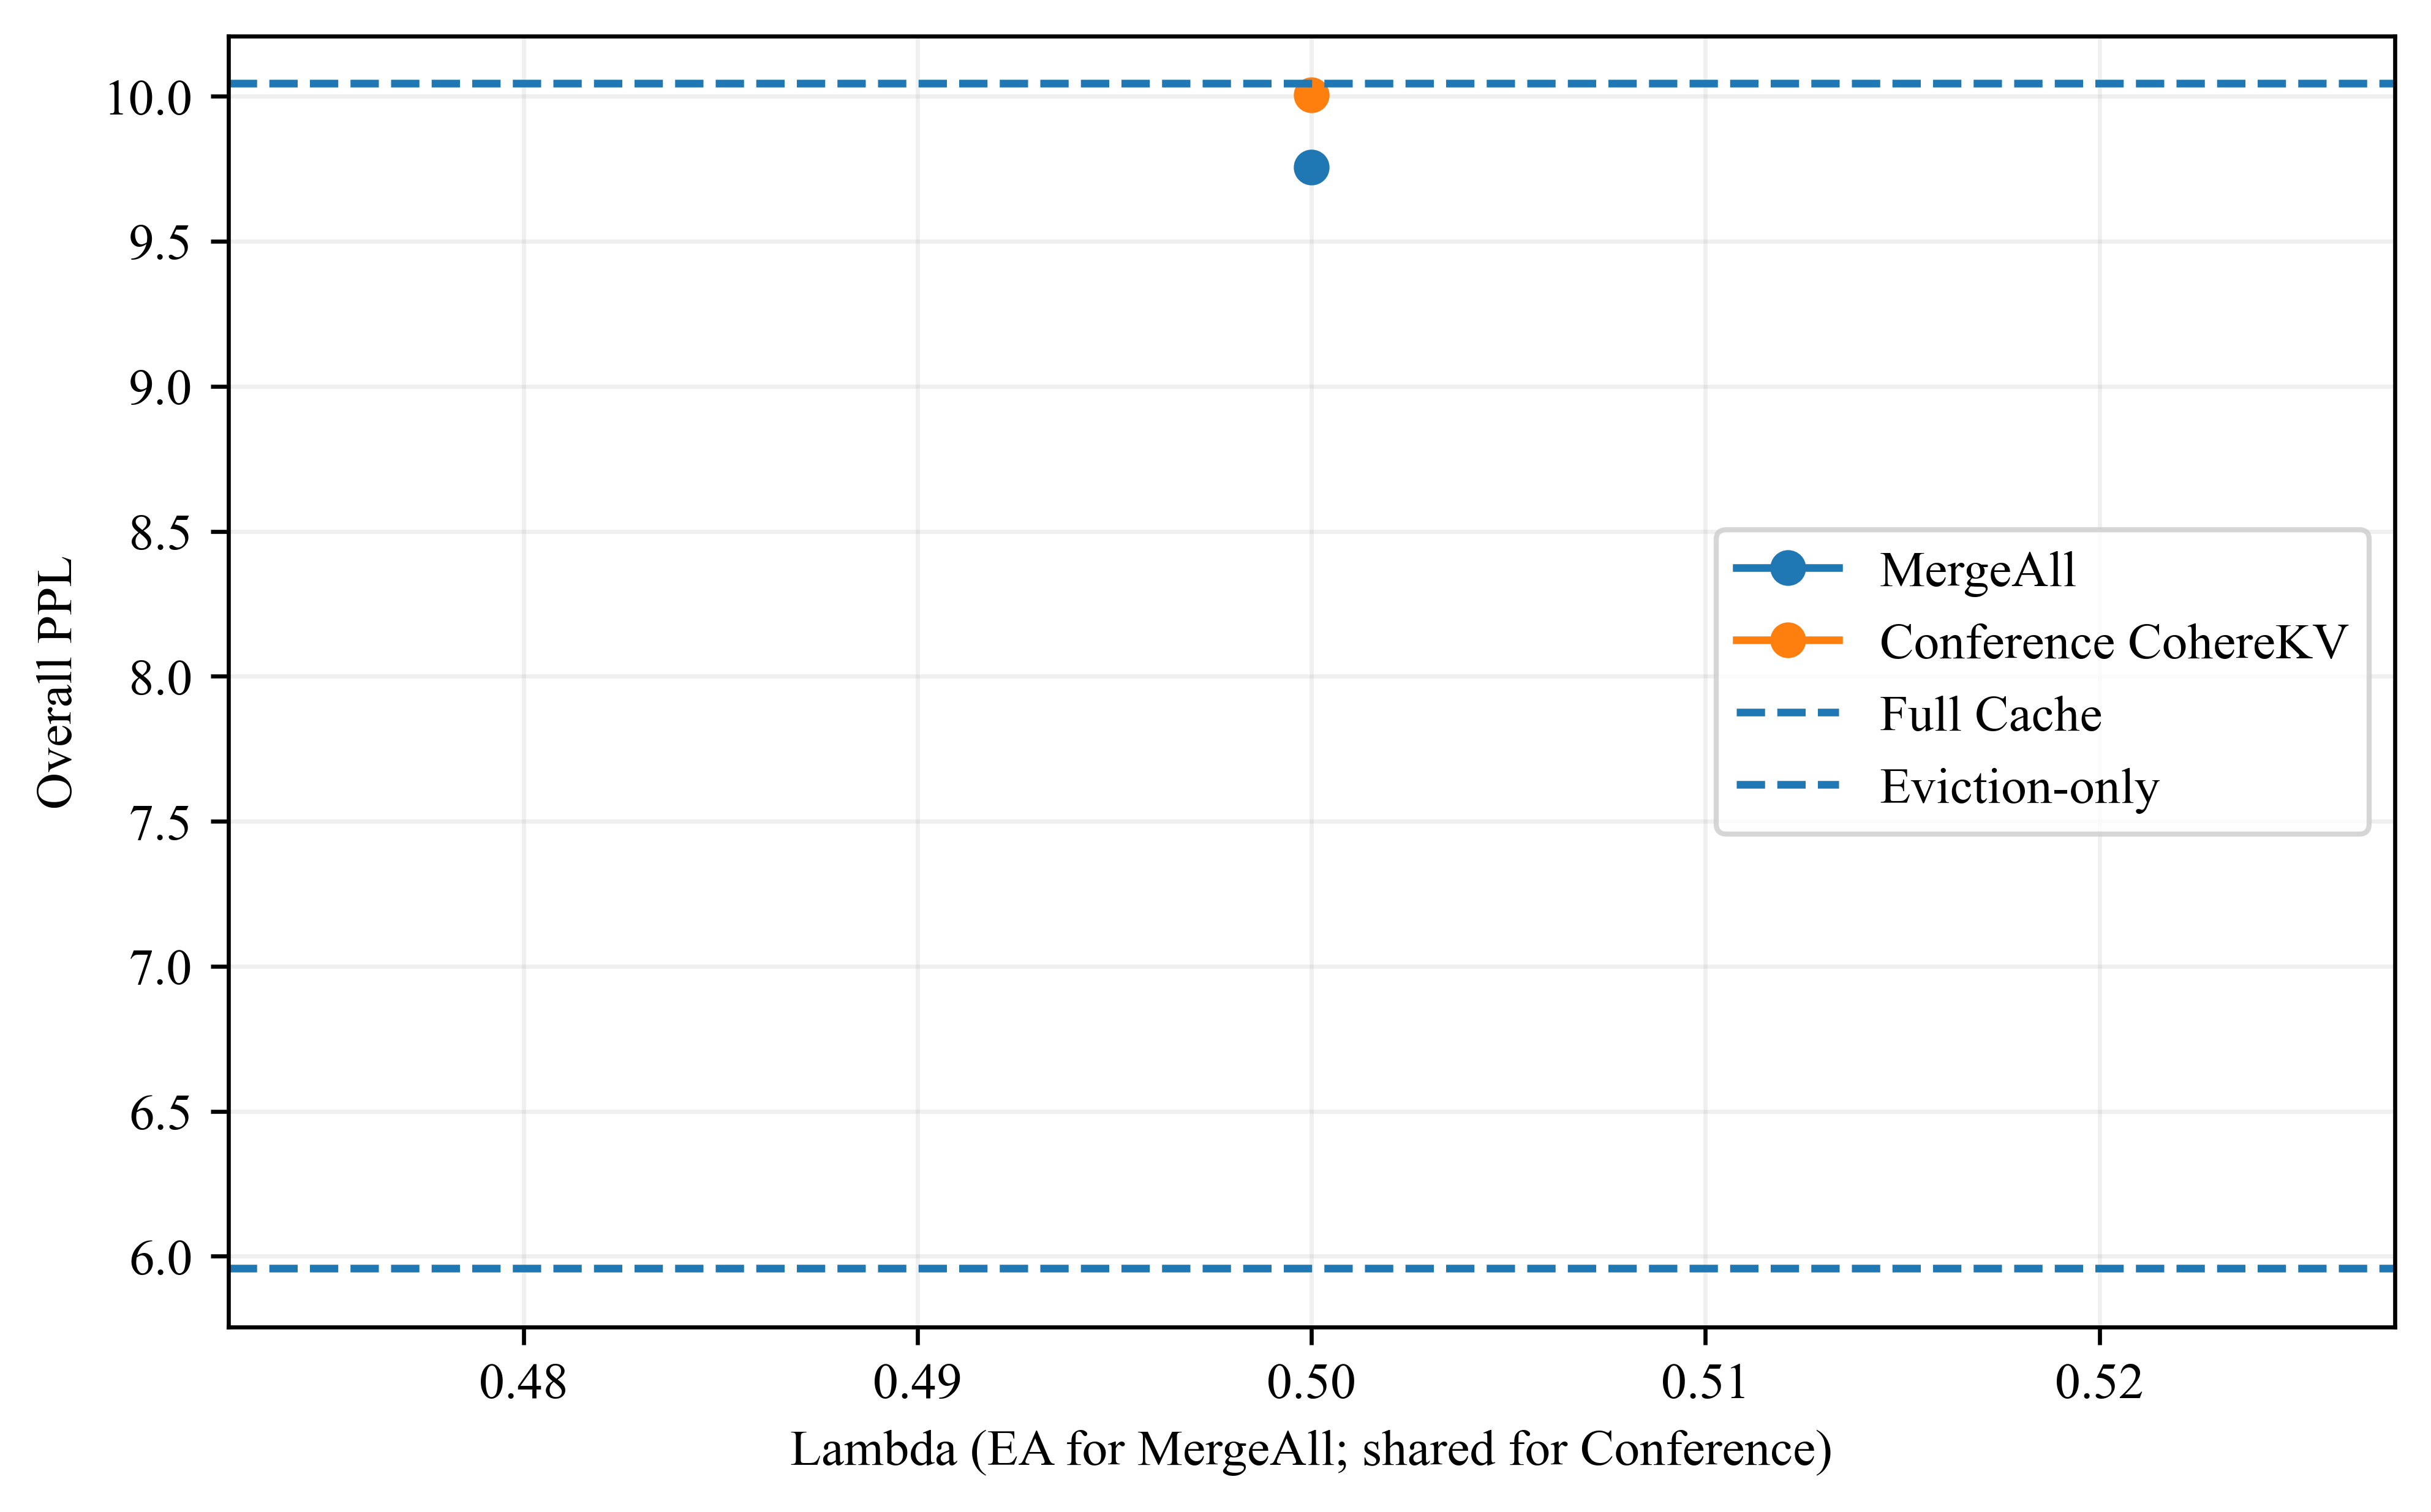 10.0
9.5
9.0
8.5
8.0
7.5
7.0
6.5
6.0
Overall PPL
MergeAll
Conference CohereKV
Full Cache
Eviction-only
0.48 0.49 0.50 0.51 0.52
Lambda (EA for MergeAll; shared for Conference)